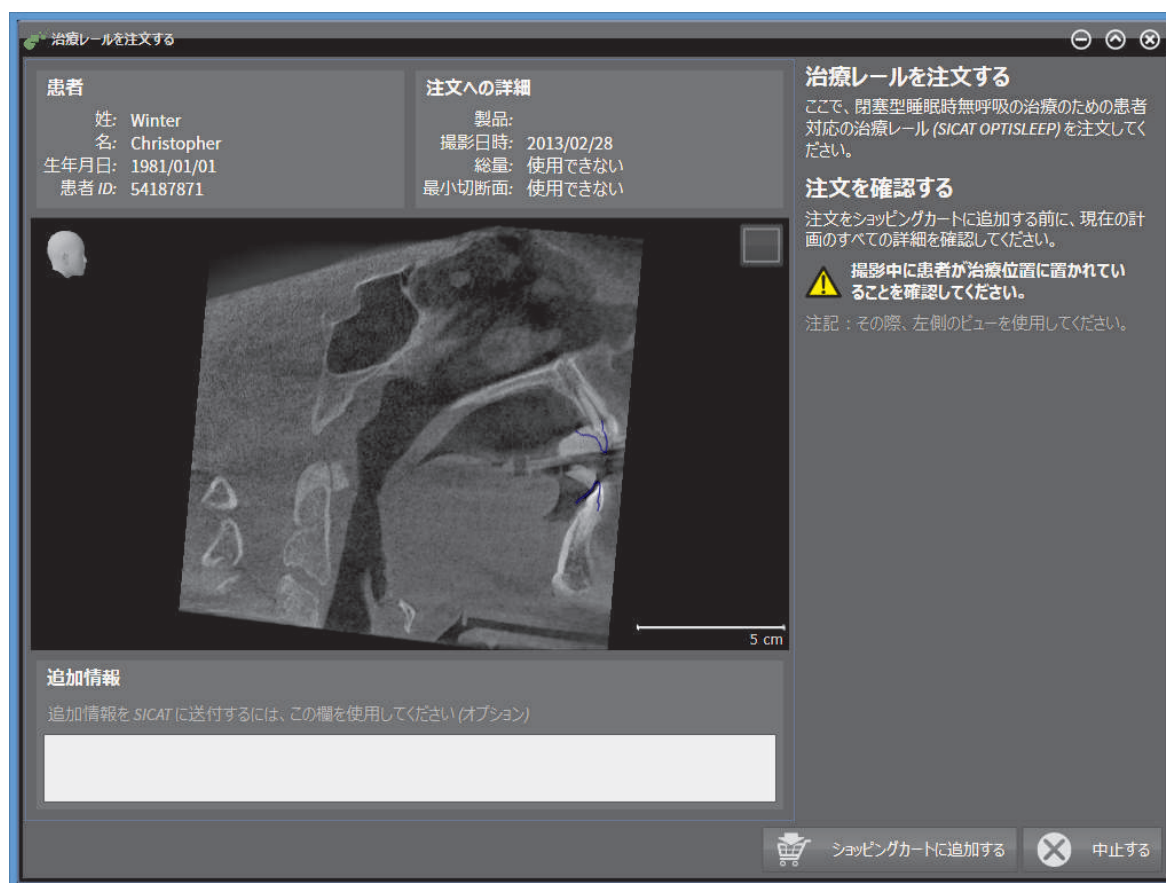 治療レールを注文する
患者
姓: Winter
名: Christopher
生年月日: 1981/01/01
患者 ID: 54187871
注文への詳細
製品:
撮影日時: 2013/02/28
総量: 使用できない
最小切断面: 使用できない
5 cm
追加情報
追加情報を SICAT に送付するには、この欄を使用してください (オプション)
治療レールを注文する
ここで、閉塞型睡眠時無呼吸の治療のための患者
対応の治療レール (SICAT OPTISLEEP) を注文してく
ださい。
注文を確認する
注文をショッピングカートに追加する前に、現在の計
画のすべての詳細を確認してください。
撮影中に患者が治療位置に置かれてい
ることを確認してください。
注記：その際、左側のビューを使用してください。
ショッピングカートに追加する
中止する